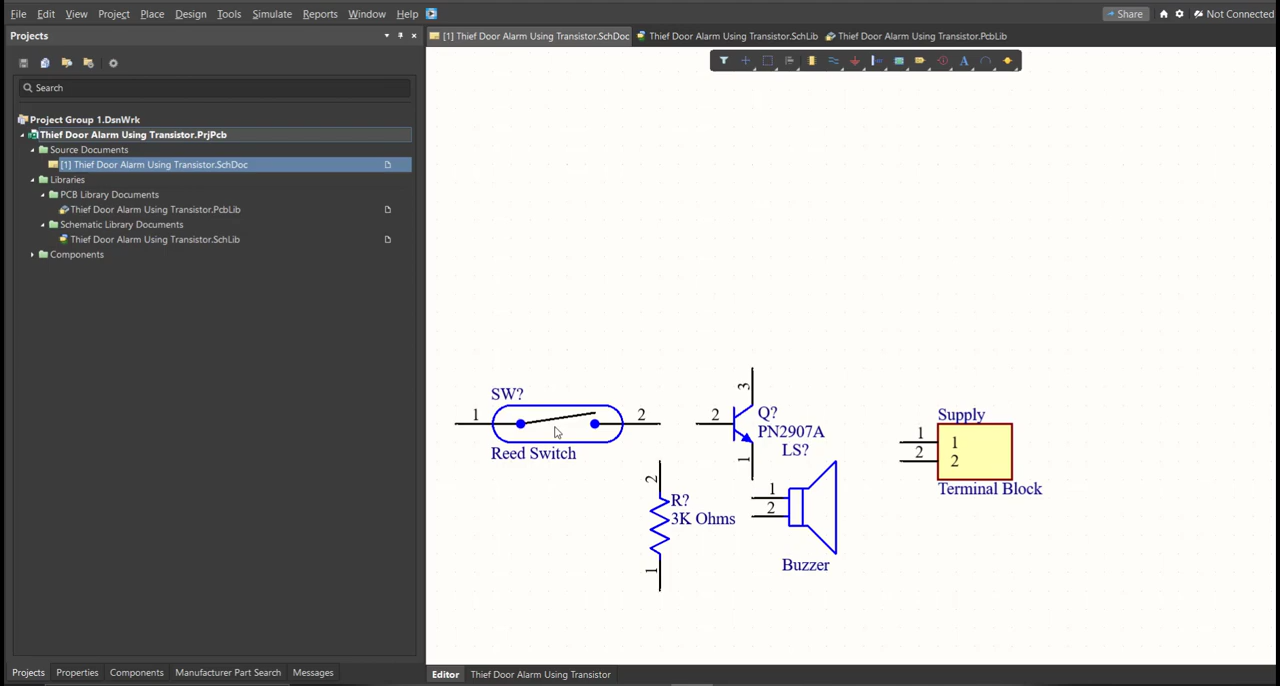 File Edit View Project Place Design Tools Simulate Reports Window Help Share Not Connected
Projects
[1] Thief Door Alarm Using Transistor.SchDoc Thief Door Alarm Using Transistor.SchLib Thief Door Alarm Using Transistor.PcbLib
A
Search
Project Group 1.DsnWrk
Thief Door Alarm Using Transistor.PrjPcb
Source Documents
[1] Thief Door Alarm Using Transistor.SchDoc
Libraries
PCB Library Documents
Thief Door Alarm Using Transistor.PcbLib
Schematic Library Documents
Thief Door Alarm Using Transistor.SchLib
Components
SW?
1 2
Reed Switch
3
2 Q?
PN2907A
1
LS?
1
2
Buzzer
2
R?
3K Ohms
1
Supply
1 1
2 2
Terminal Block
Projects Properties Components Manufacturer Part Search Messages
Editor Thief Door Alarm Using Transistor